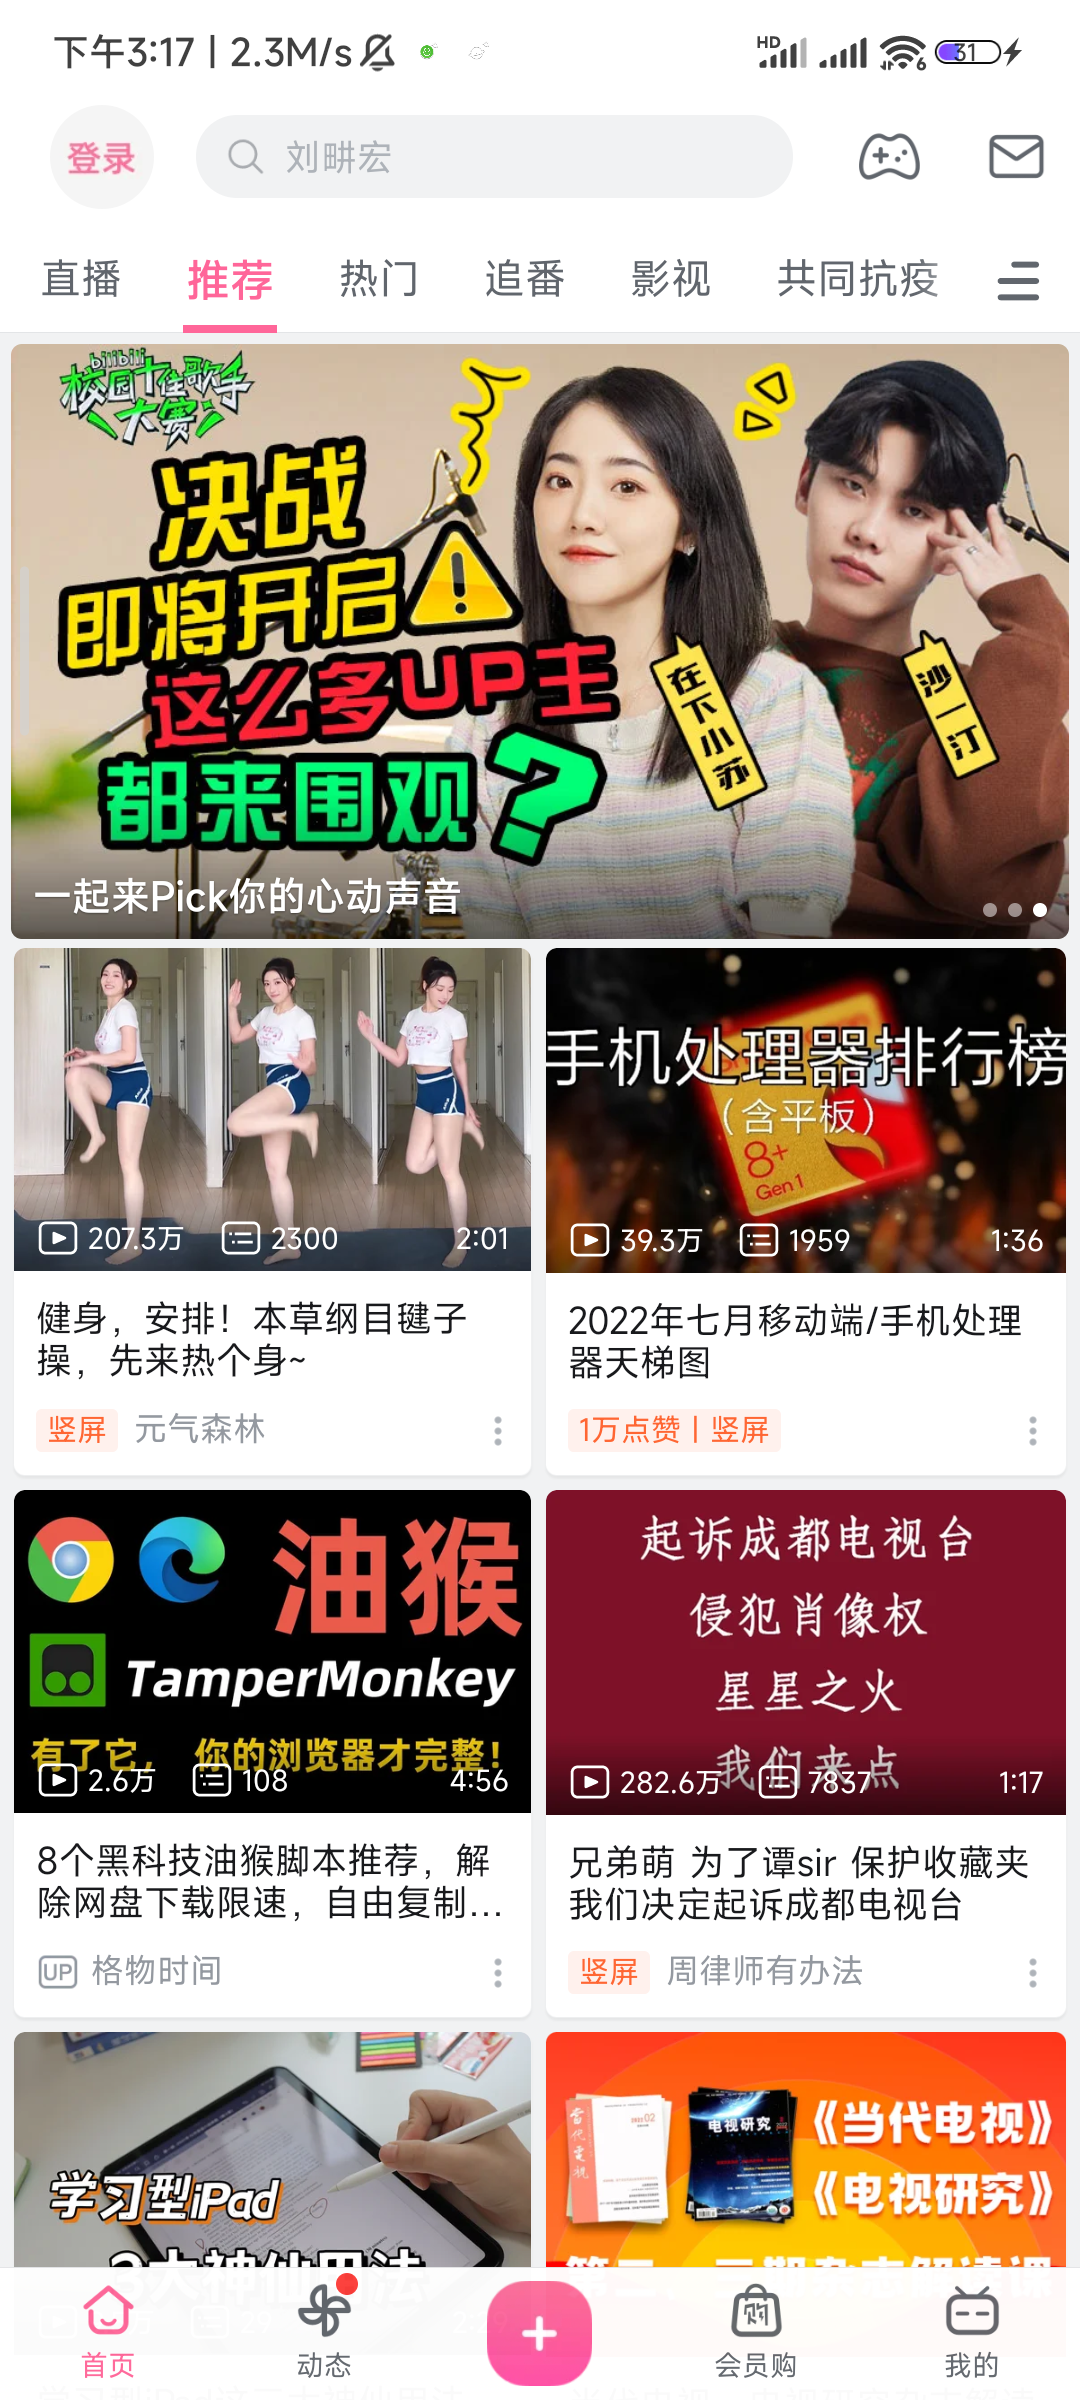 下午3:17 | 2.3M/s
HD
6
31
登录
刘畊宏
直播
推荐
热门
追番
影视
共同抗疫
bilibili
校园十佳歌手
大赛
决战
即将开启
这么多UP主
都来围观?
在下小苏
沙一汀
一起来Pick你的心动声音
207.3万
2300
2:01
手机处理器排行榜
（含平板）
8+
Gen 1
39.3万
1959
1:36
健身，安排！本草纲目毽子
操，先来热个身~
竖屏
元气森林
2022年七月移动端/手机处理
器天梯图
1万点赞 | 竖屏
油猴
TamperMonkey
有了它， 你的浏览器才完整！
2.6万
108
4:56
起诉成都电视台
侵犯肖像权
星星之火
我们来点
282.6万
7837
1:17
8个黑科技油猴脚本推荐，解
除网盘下载限速，自由复制...
UP
格物时间
兄弟萌 为了谭sir 保护收藏夹
我们决定起诉成都电视台
竖屏
周律师有办法
学习型iPad
3大神仙用法
当代电视
02
电视研究
《当代电视》
《电视研究》
首页
动态
会员购
我的